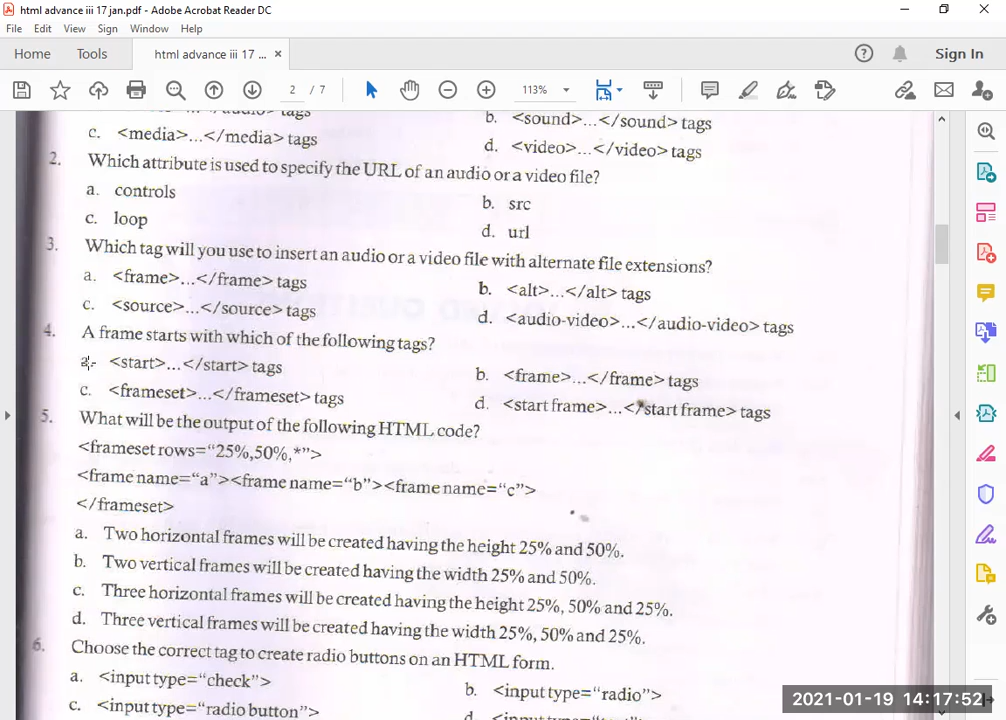 html advance iii 17 jan.pdf - Adobe Acrobat Reader DC
File Edit View Sign Window Help
Home Tools html advance iii 17 ... × Sign In
2 / 7 113%
tags
b. <sound>...</sound> tags
c. <media>...</media> tags
d. <video>...</video> tags
2. Which attribute is used to specify the URL of an audio or a video file?
a. controls
b. src
c. loop
d. url
3. Which tag will you use to insert an audio or a video file with alternate file extensions?
a. <frame>...</frame> tags
b. <alt>...</alt> tags
c. <source>...</source> tags
d. <audio-video>...</audio-video> tags
4. A frame starts with which of the following tags?
a. <start>...</start> tags
b. <frame>...</frame> tags
c. <frameset>...</frameset> tags
d. <start frame>...</start frame> tags
5. What will be the output of the following HTML code?
<frameset rows="25%,50%,*">
<frame name="a"><frame name="b"><frame name="c">
</frameset>
a. Two horizontal frames will be created having the height 25% and 50%.
b. Two vertical frames will be created having the width 25% and 50%.
c. Three horizontal frames will be created having the height 25%, 50% and 25%.
d. Three vertical frames will be created having the width 25%, 50% and 25%.
6. Choose the correct tag to create radio buttons on an HTML form.
a. <input type="check">
b. <input type="radio">
c. <input type="radio button">
d.
2021-01-19 14:17:52